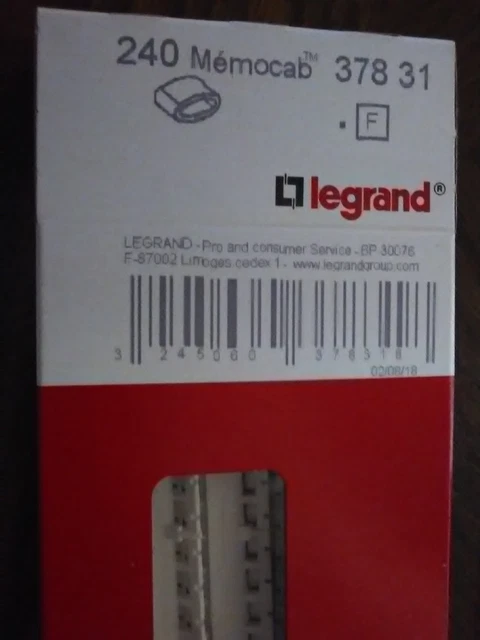 240 Mémocab™ 378 31
. F
legrand®
LEGRAND - Pro and consumer Service - BP 30076
F-87002 Limoges cedex 1 - www.legrandgroup.com
3 245060 378318
02/08/18